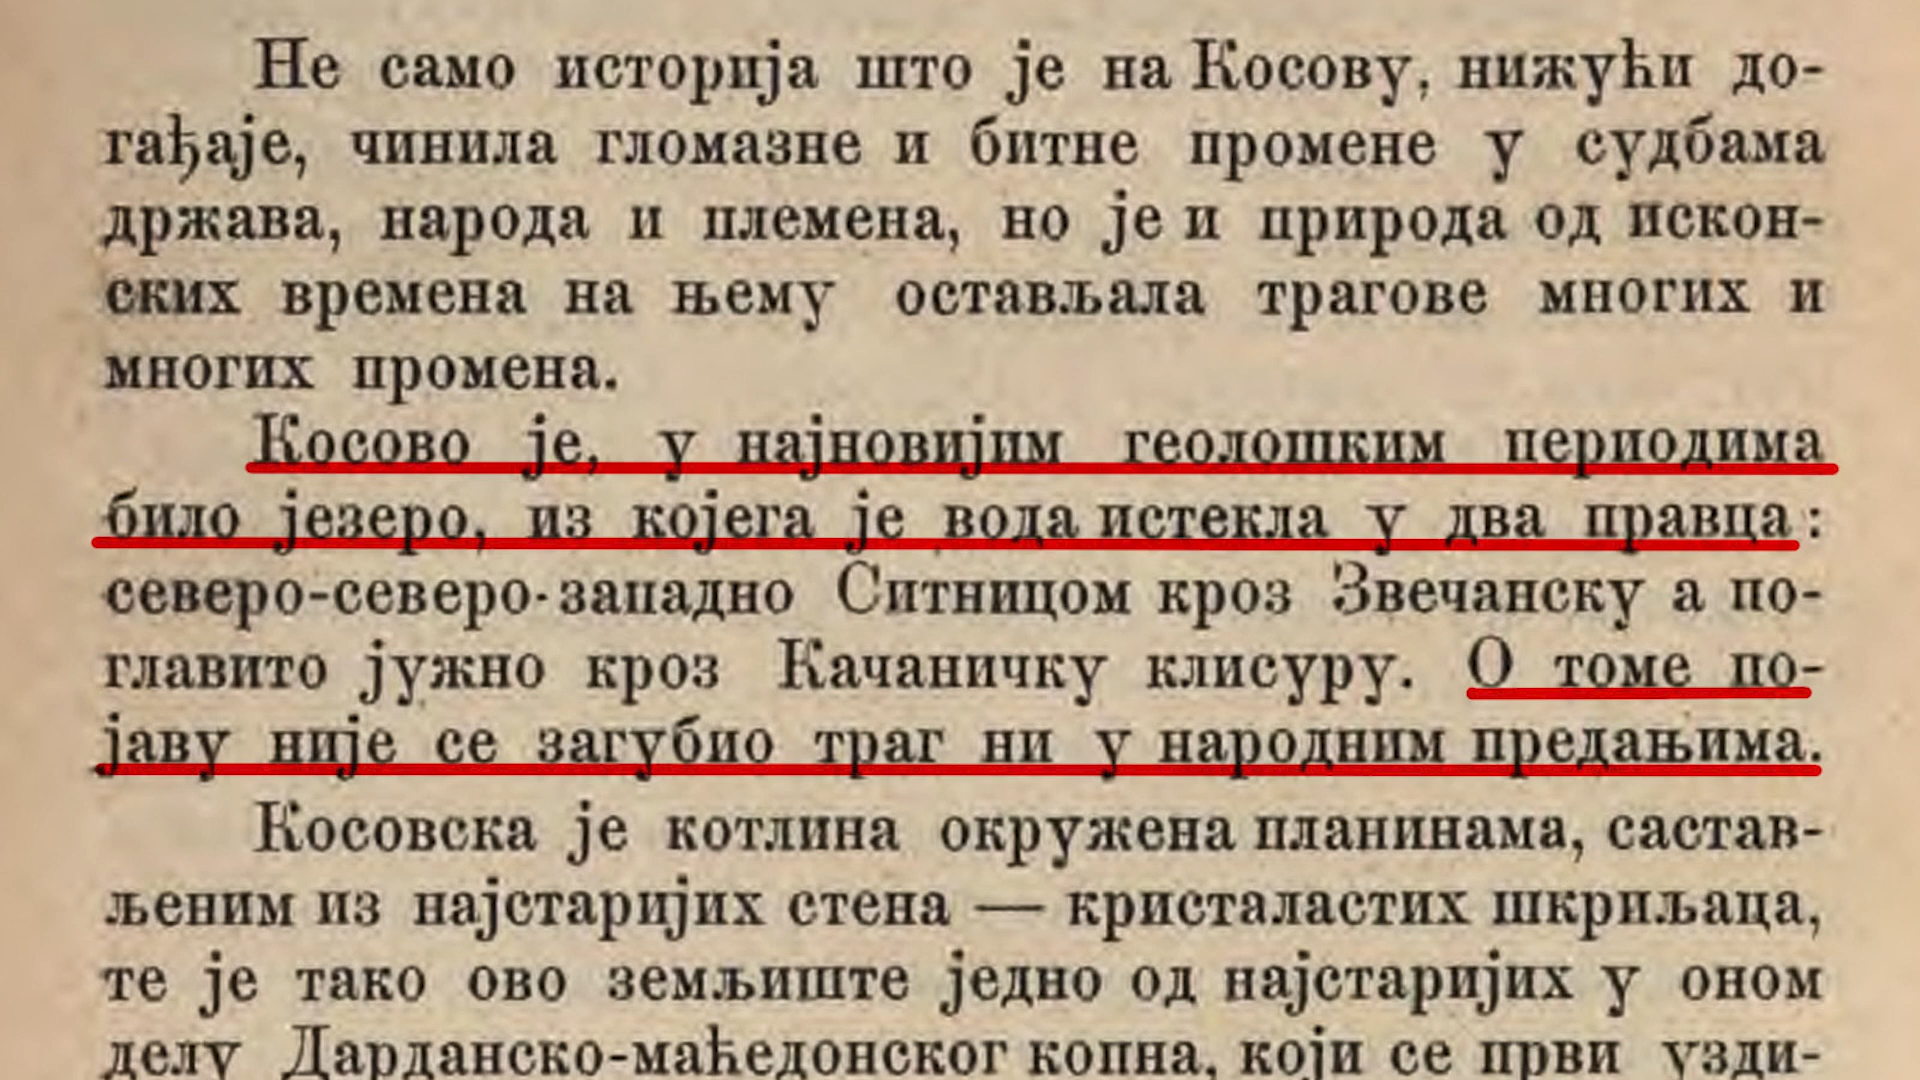 Не само историја што је на Косову, нижући до-
гађаје, чинила гломазне и битне промене у судбама
држава, народа и племена, но је и природа од искон-
ских времена на њему остављала трагове многих и
многих промена.
Косово је, у најновијим геолошким периодима
било језеро, из којега је вода истекла у два правца:
северо-северо-западно Ситницом кроз Звечанску а по-
главито јужно кроз Качаничку клисуру. О томе по-
јаву није се загубио траг ни у народним предањима.
Косовска је котлина окружена планинама, састав-
љеним из најстаријих стена — кристаластих шкриљаца,
те је тако ово земљиште једно од најстаријих у оном
делу Дарданско-маћедонског копна, који се први узди-